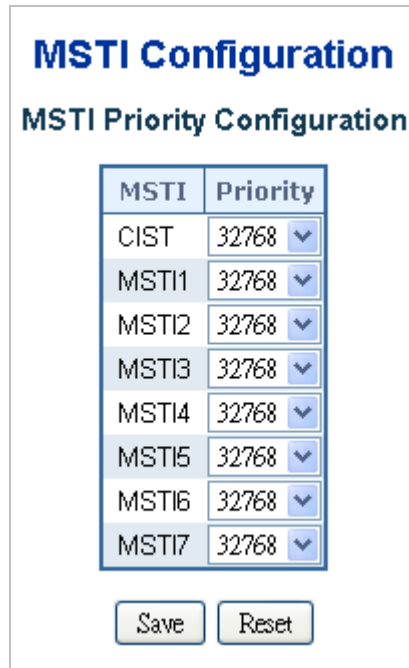 MSTI Configuration
MSTI Priority Configuration
MSTI Priority
CIST 32768
MSTI1 32768
MSTI2 32768
MSTI3 32768
MSTI4 32768
MSTI5 32768
MSTI6 32768
MSTI7 32768
Save Reset